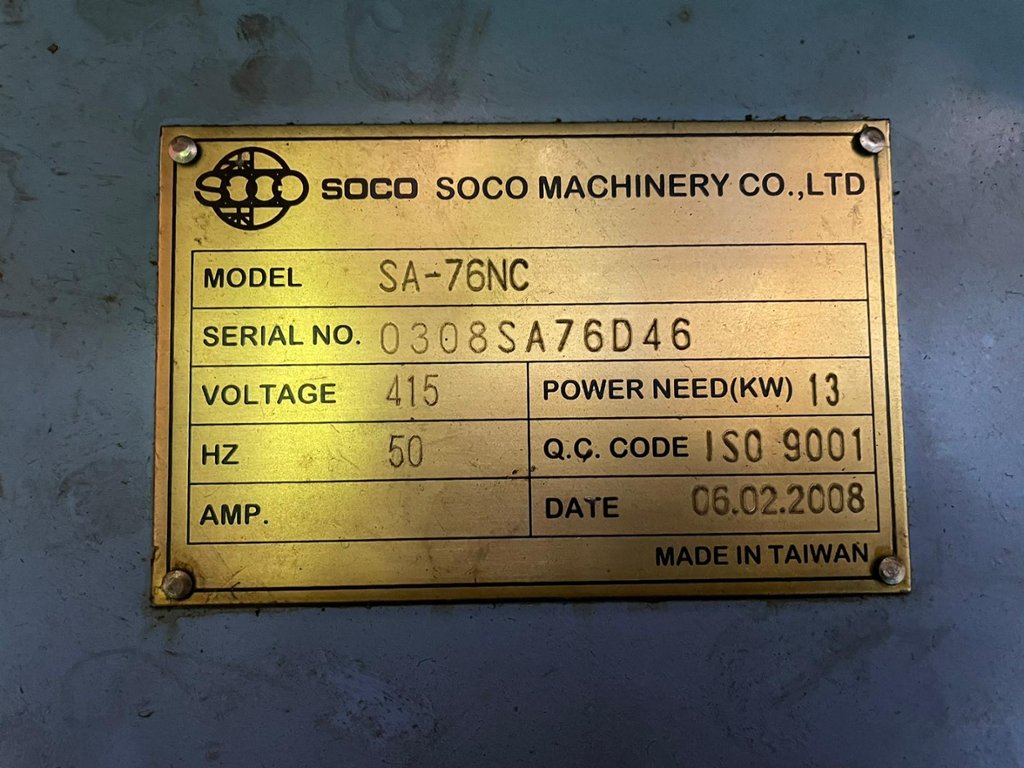 SOCO SOCO SOCO MACHINERY CO.,LTD
MODEL SA-76NC
SERIAL NO. 0308SA76D46
VOLTAGE 415 POWER NEED(KW) 13
HZ 50 Q.C. CODE ISO 9001
AMP. DATE 06.02.2008
MADE IN TAIWAN